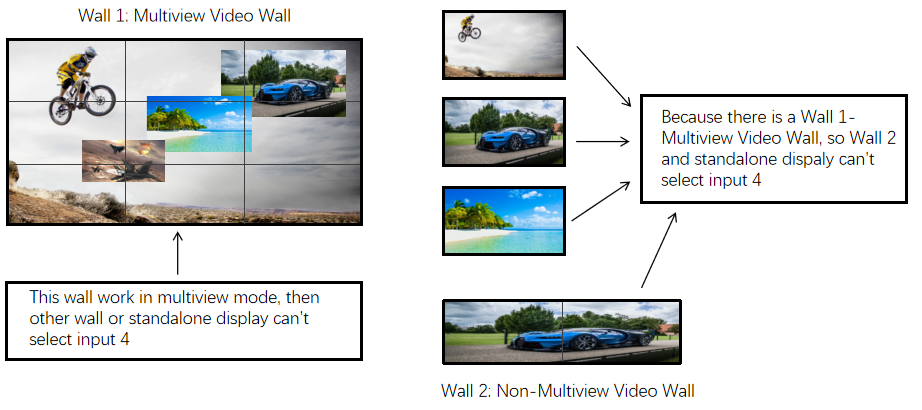 Wall 1: Multiview Video Wall
This wall work in multiview mode, then
other wall or standalone display can't
select input 4
Because there is a Wall 1-
Multiview Video Wall, so Wall 2
and standalone dispaly can't
select input 4
Wall 2: Non-Multiview Video Wall